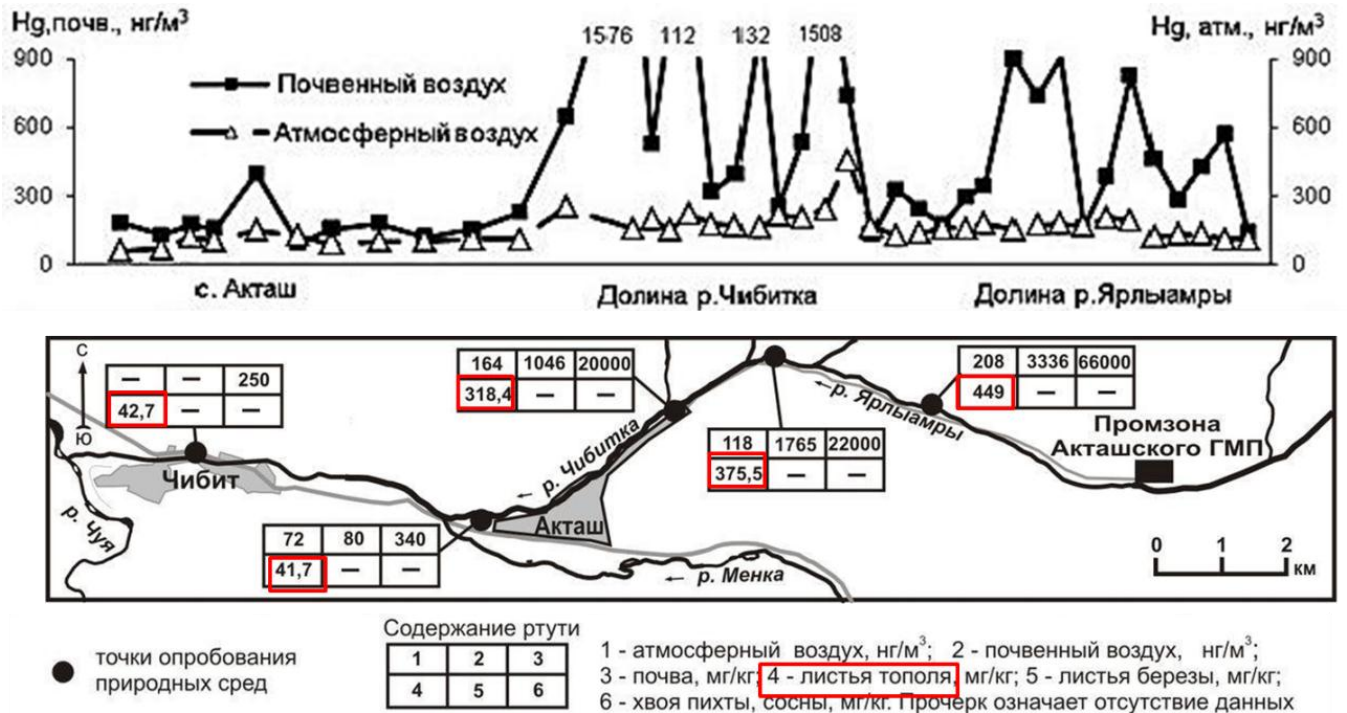 Hg,почв., нг/м³
Hg, атм., нг/м³
1576 112 132 1508
900
900
Почвенный воздух
600
600
Атмосферный воздух
300
300
0
0
с. Акташ
Долина р.Чибитка
Долина р.Ярлыамры
С
Ю
— — 250
42,7 — —
164 1046 20000
318,4 — —
208 3336 66000
449 — —
118 1765 22000
375,5 — —
72 80 340
41,7 — —
р. Ярлыамры
Промзона
Акташского ГМП
р. Чибитка
Чибит
Акташ
р. Чуя
р. Менка
0 1 2
км
точки опробования
природных сред
Содержание ртути
1 2 3
4 5 6
1 - атмосферный воздух, нг/м³; 2 - почвенный воздух, нг/м³;
3 - почва, мг/кг; 4 - листья тополя, мг/кг; 5 - листья березы, мг/кг;
6 - хвоя пихты, сосны, мг/кг. Прочерк означает отсутствие данных